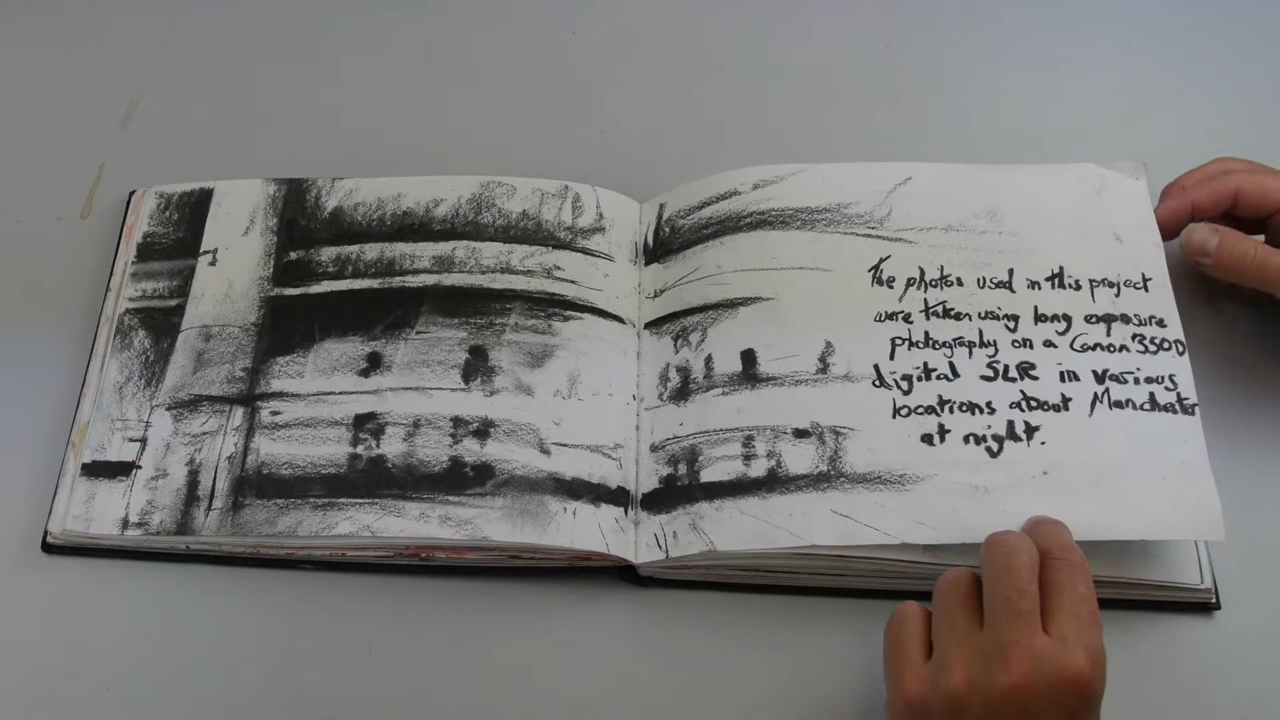 The photos used in this project
were taken using long exposure
photography on a Canon 350D
digital SLR in various
locations about Manchester
at night.